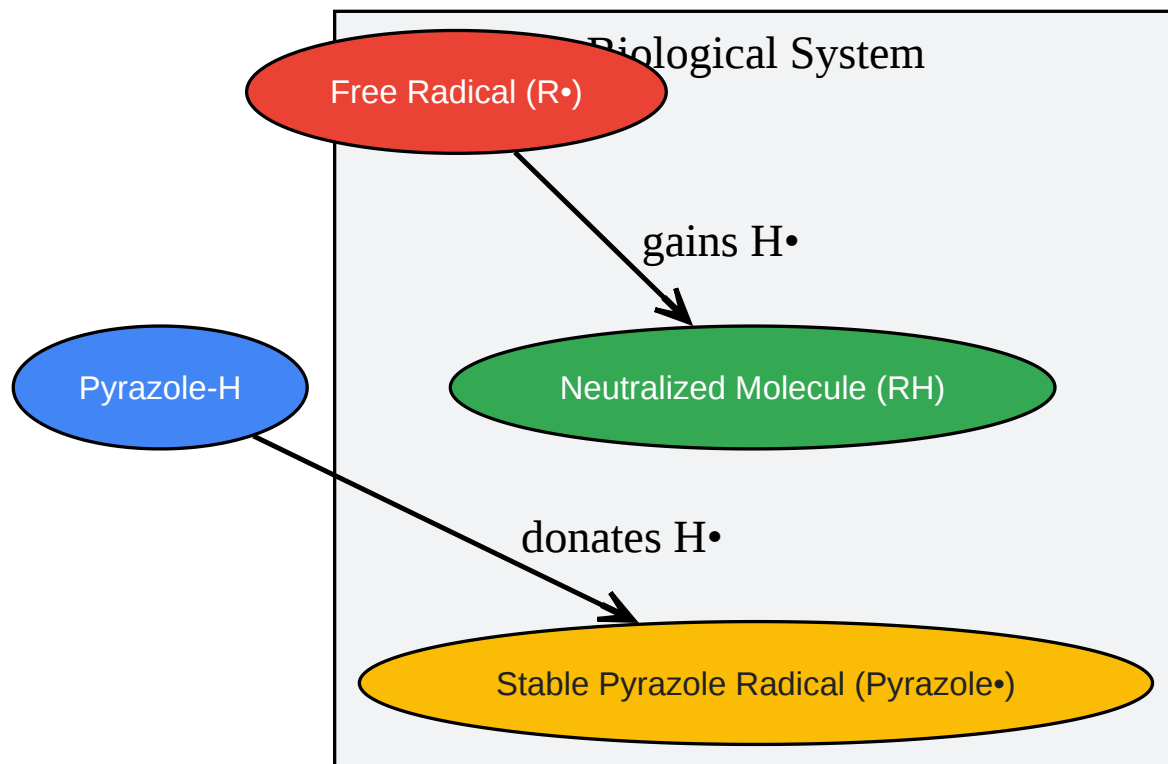 Biological System
Free Radical (R•)
gains H•
Pyrazole-H
Neutralized Molecule (RH)
donates H•
Stable Pyrazole Radical (Pyrazole•)